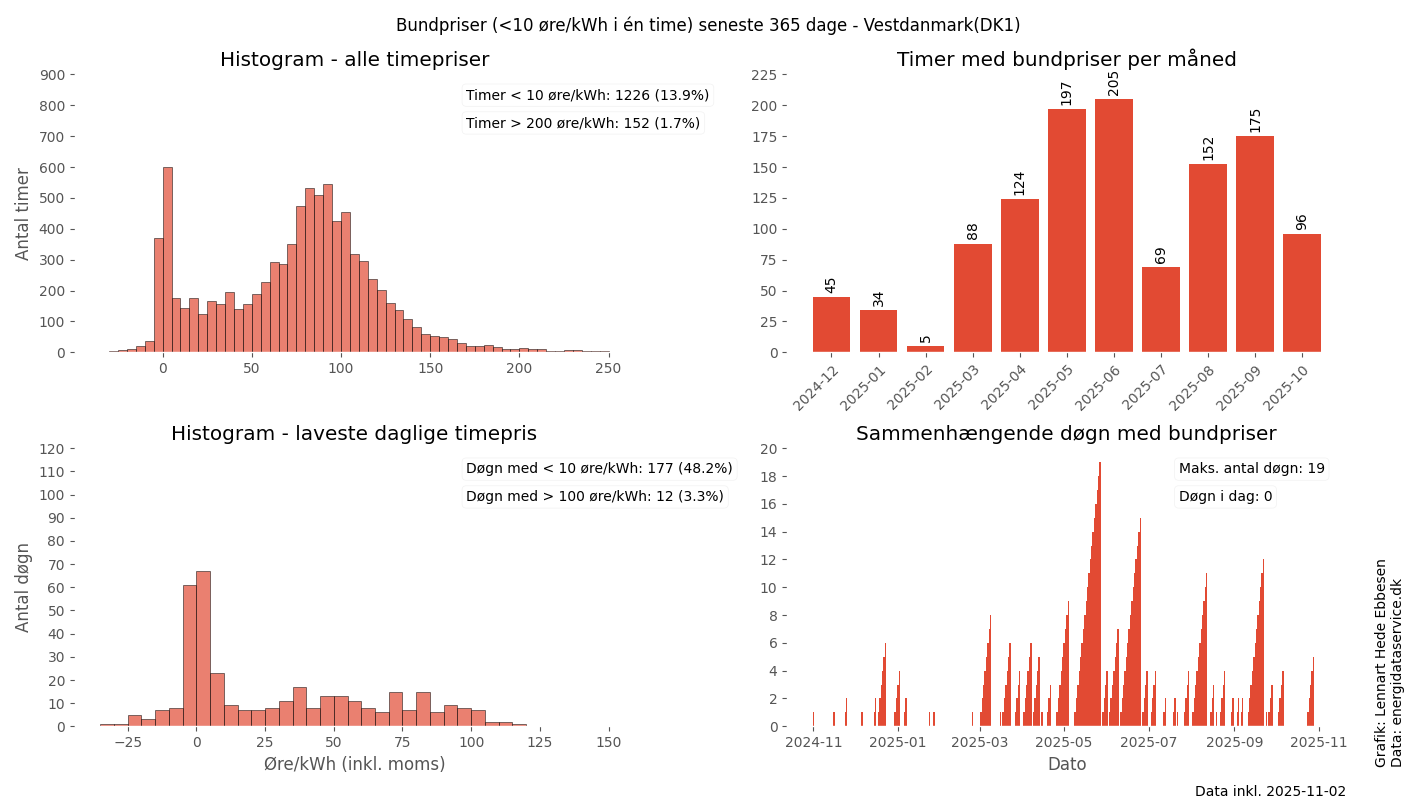 Bundpriser (<10 øre/kWh i én time) seneste 365 dage - Vestdanmark(DK1)
Histogram - alle timepriser
Timer < 10 øre/kWh: 1226 (13.9%)
Timer > 200 øre/kWh: 152 (1.7%)
Antal timer
900
800
700
600
500
400
300
200
100
0
0 50 100 150 200 250
Timer med bundpriser per måned
225
200
175
150
125
100
75
50
25
0
45 34 5 88 124 197 205 69 152 175 96
2024-12 2025-01 2025-02 2025-03 2025-04 2025-05 2025-06 2025-07 2025-08 2025-09 2025-10
Histogram - laveste daglige timepris
Døgn med < 10 øre/kWh: 177 (48.2%)
Døgn med > 100 øre/kWh: 12 (3.3%)
Antal døgn
120
110
100
90
80
70
60
50
40
30
20
10
0
−25 0 25 50 75 100 125 150
Øre/kWh (inkl. moms)
Sammenhængende døgn med bundpriser
Maks. antal døgn: 19
Døgn i dag: 0
20
18
16
14
12
10
8
6
4
2
0
2024-11 2025-01 2025-03 2025-05 2025-07 2025-09 2025-11
Dato
Grafik: Lennart Hede Ebbesen
Data: energidataservice.dk
Data inkl. 2025-11-02